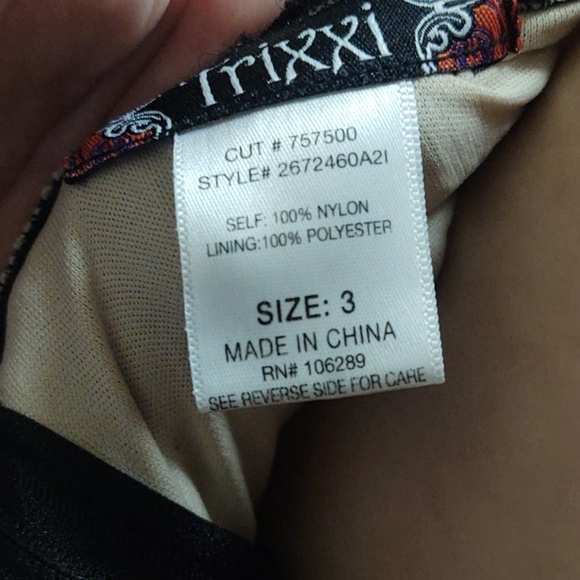 Trixxi
CUT # 757500
STYLE# 2672460A2I
SELF: 100% NYLON
LINING:100% POLYESTER
SIZE: 3
MADE IN CHINA
RN# 106289
SEE REVERSE SIDE FOR CARE